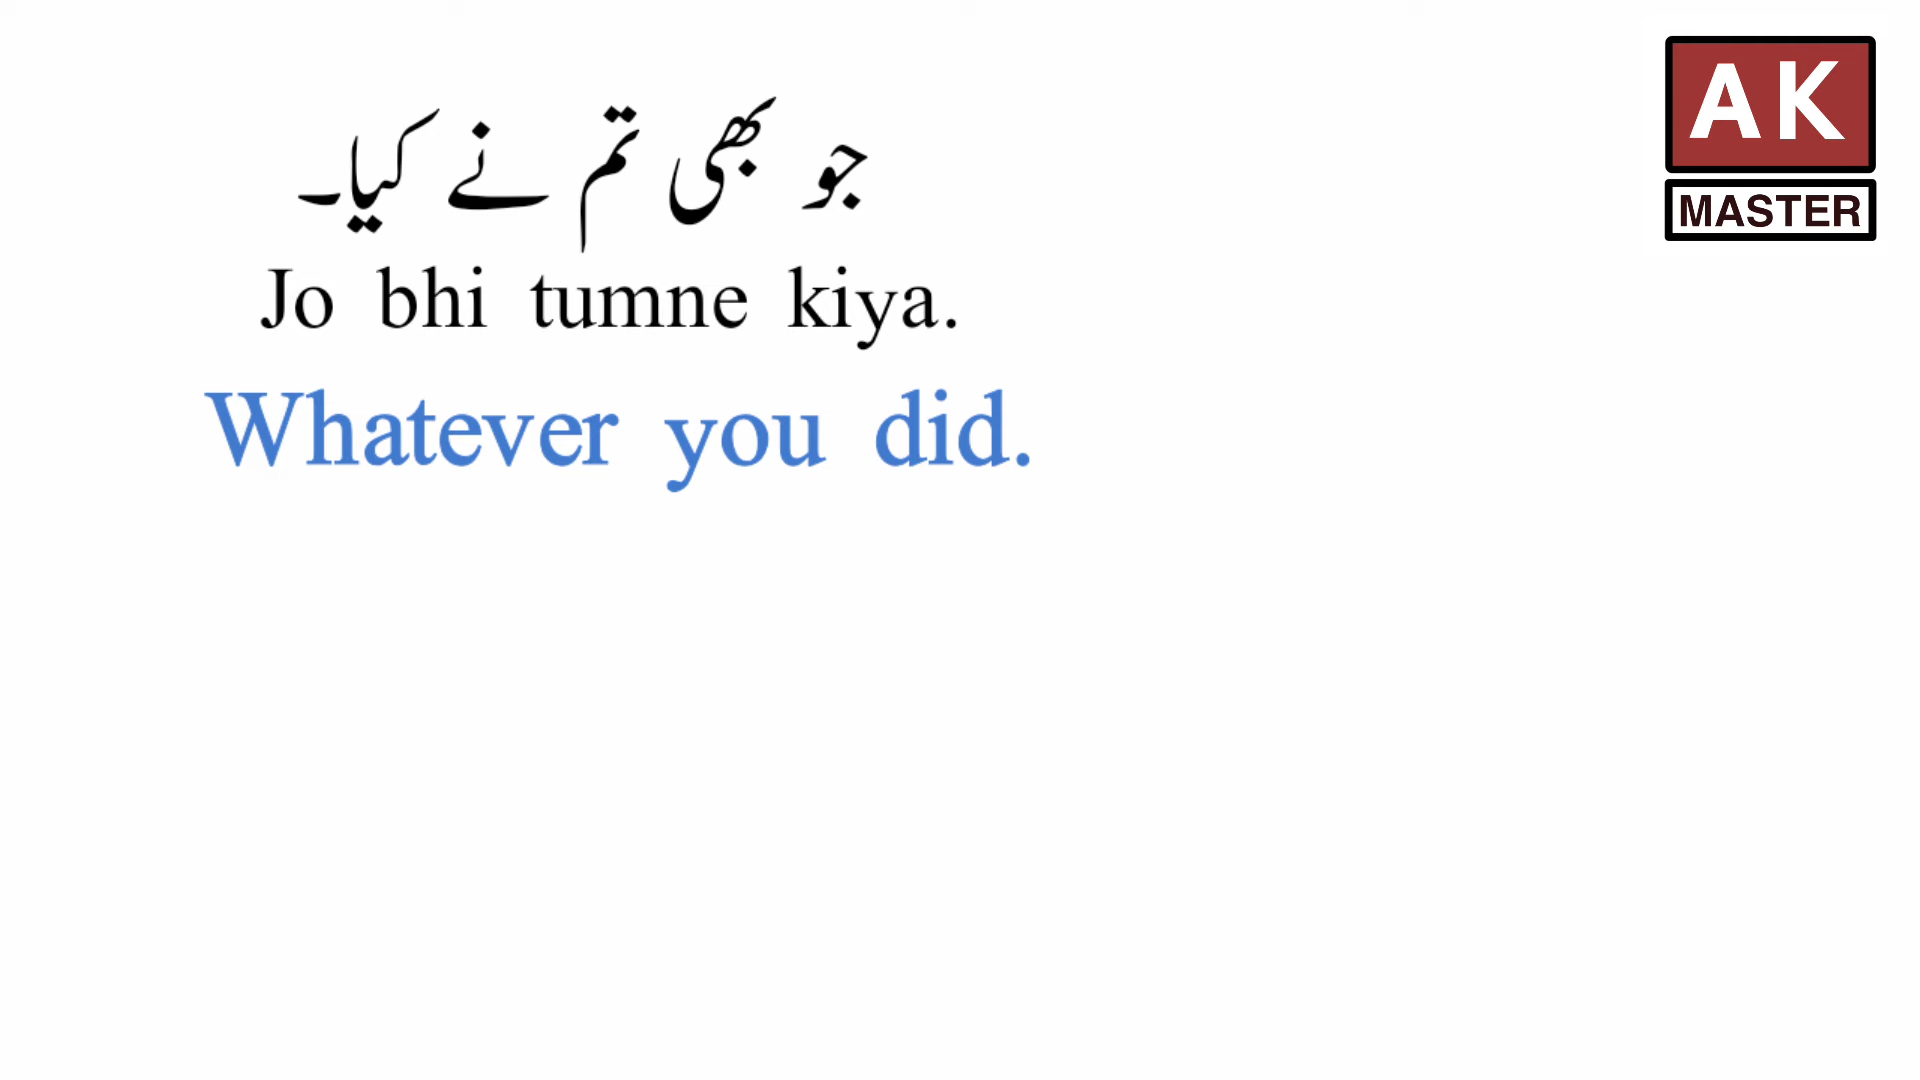 جو بھی تم نے کیا۔
Jo bhi tumne kiya.
Whatever you did.
AK
MASTER